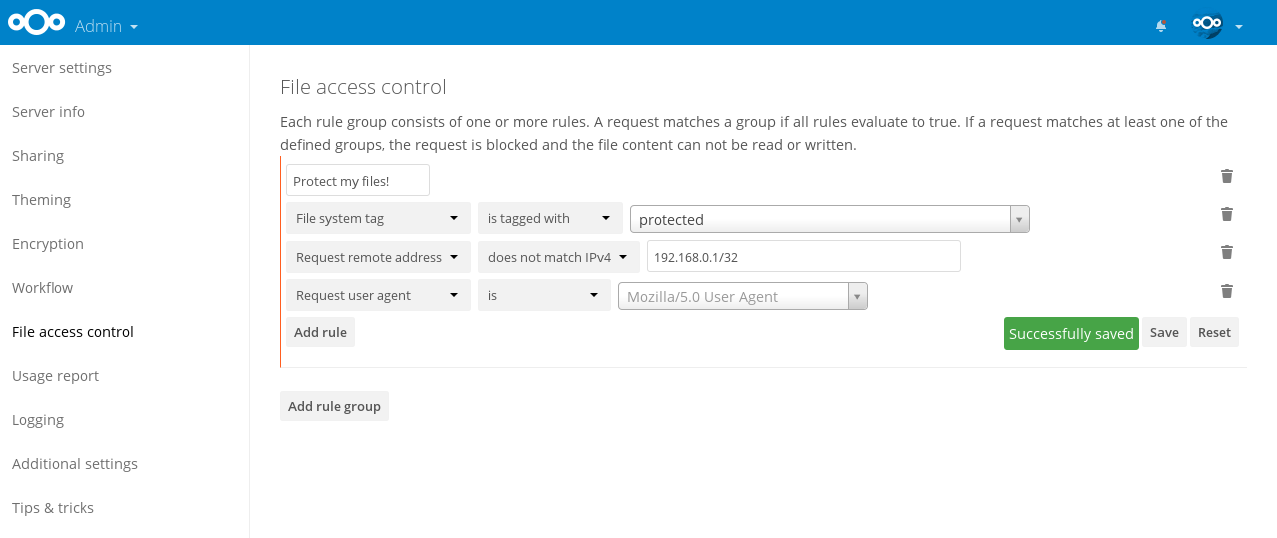 Admin
Server settings
Server info
Sharing
Theming
Encryption
Workflow
File access control
Usage report
Logging
Additional settings
Tips & tricks
File access control
Each rule group consists of one or more rules. A request matches a group if all rules evaluate to true. If a request matches at least one of the
defined groups, the request is blocked and the file content can not be read or written.
Protect my files!
File system tag is tagged with protected
Request remote address does not match IPv4 192.168.0.1/32
Request user agent is Mozilla/5.0 User Agent
Add rule Successfully saved Save Reset
Add rule group